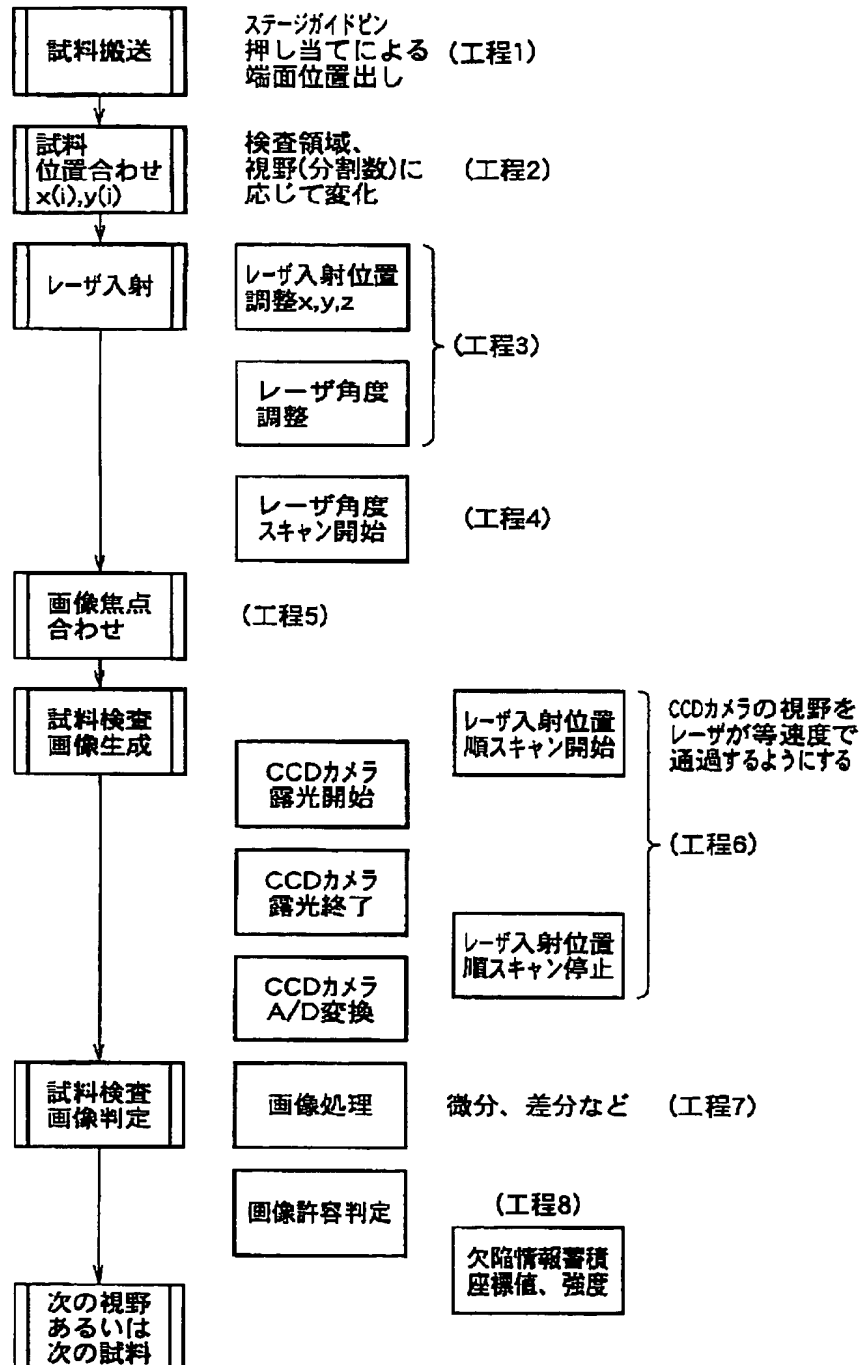 試料搬送
ステージガイドピン
押し当てによる
端面位置出し
(工程1)
試料
位置合わせ
x(i),y(i)
検査領域、
視野(分割数)に
応じて変化
(工程2)
レーザ入射
レーザ入射位置
調整x,y,z
レーザ角度
調整
(工程3)
レーザ角度
スキャン開始
(工程4)
画像焦点
合わせ
(工程5)
試料検査
画像生成
レーザ入射位置
順スキャン開始
CCDカメラの視野を
レーザが等速度で
通過するようにする
CCDカメラ
露光開始
(工程6)
CCDカメラ
露光終了
レーザ入射位置
順スキャン停止
CCDカメラ
A/D変換
試料検査
画像判定
画像処理
微分、差分など
(工程7)
画像許容判定
(工程8)
欠陥情報蓄積
座標値、強度
次の視野
あるいは
次の試料